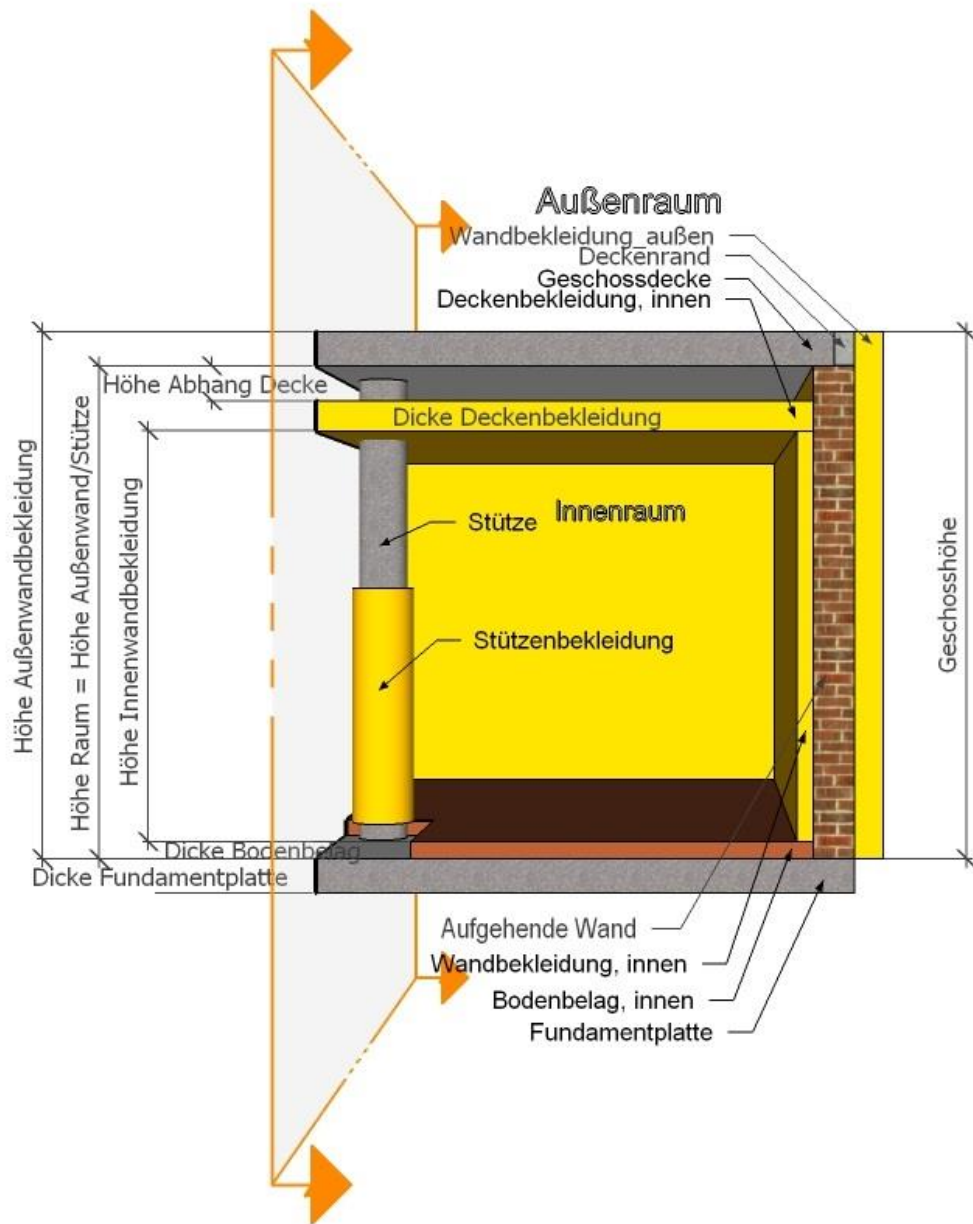 Außenraum
Wandbekleidung_außen
Deckenrand
Geschossdecke
Deckenbekleidung, innen
Höhe Abhang Decke
Dicke Deckenbekleidung
Höhe Außenwandbekleidung
Höhe Raum = Höhe Außenwand/Stütze
Höhe Innenwandbekleidung
Innenraum
Stütze
Stützenbekleidung
Geschosshöhe
Dicke Bodenbelag
Dicke Fundamentplatte
Aufgehende Wand
Wandbekleidung, innen
Bodenbelag, innen
Fundamentplatte